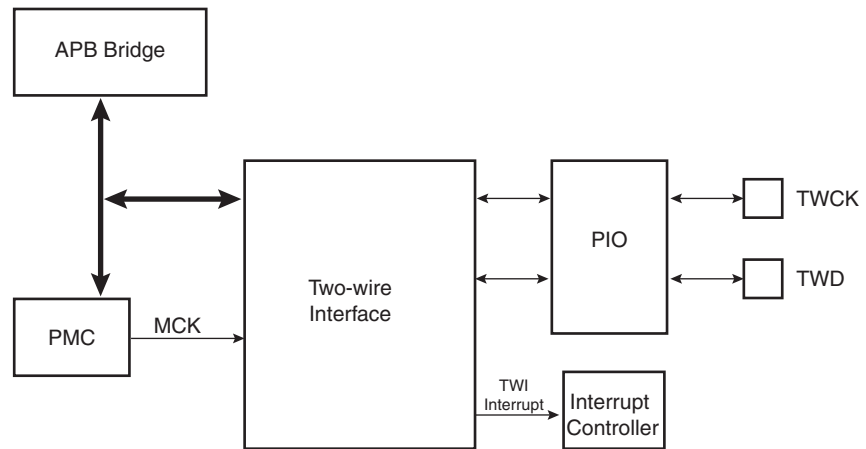 APB Bridge
TWCK
PIO
TWD
Two-wire
Interface
MCK
PMC
TWI
Interrupt
Interrupt
Controller